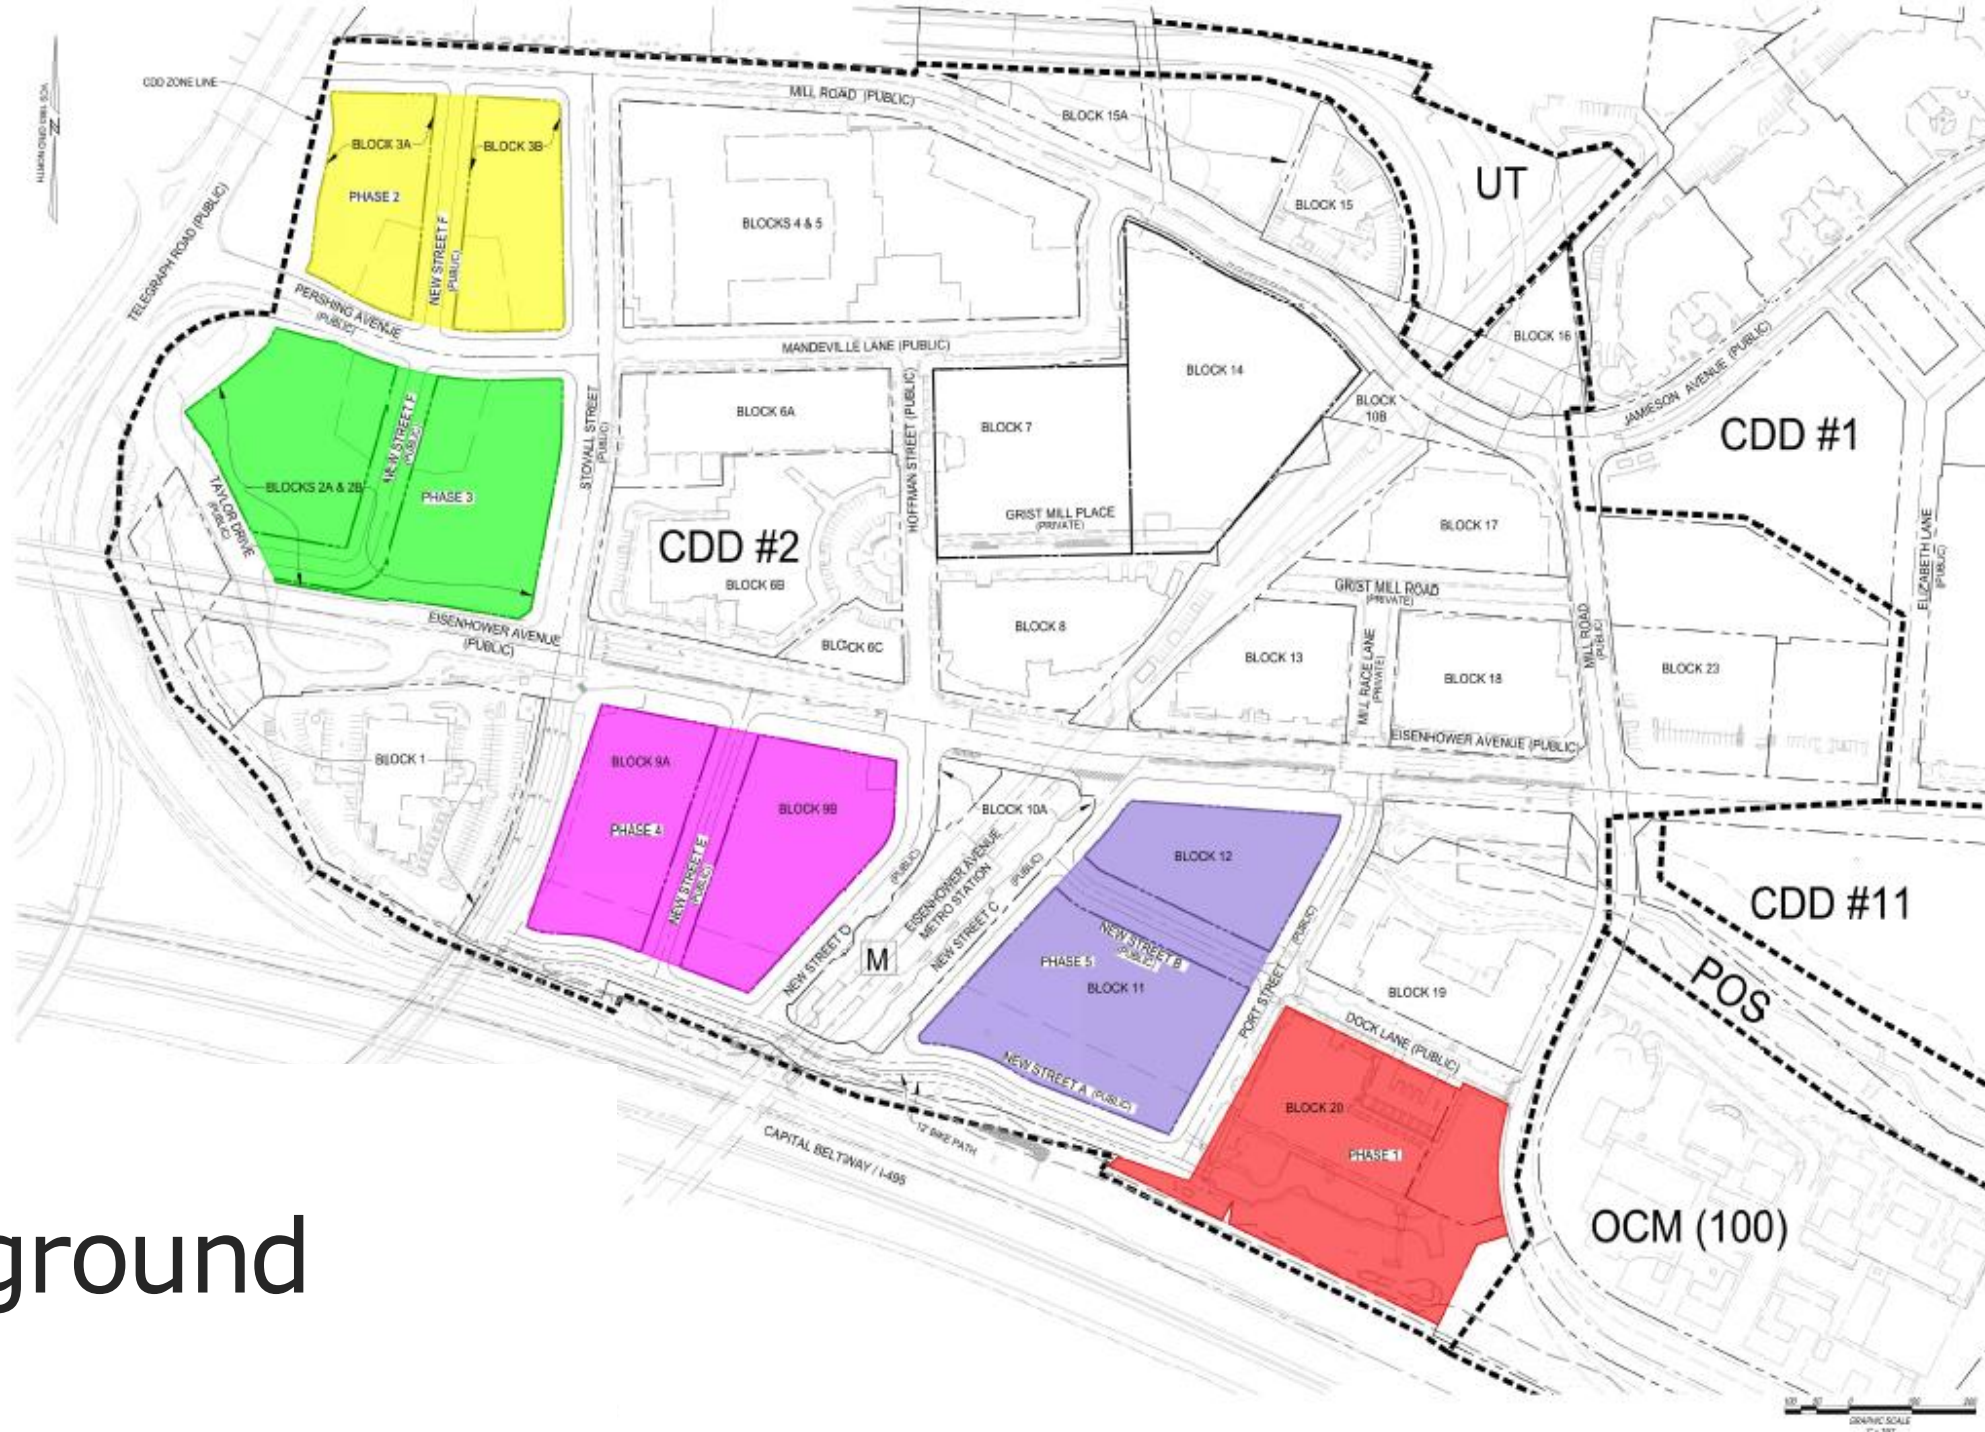 CDD ZONE LINE
VCS 1983 GRID NORTH
MILL ROAD (PUBLIC)
BLOCK 15A
BLOCK 3A
BLOCK 3B
PHASE 2
BLOCK 15
UT
BLOCKS 4 & 5
TELEGRAPH ROAD (PUBLIC)
NEW STREET F
(PUBLIC)
PERSHING AVENUE
(PUBLIC)
MANDEVILLE LANE (PUBLIC)
BLOCK 16
BLOCK 14
JAMIESON AVENUE (PUBLIC)
BLOCK
10B
BLOCK 6A
BLOCK 7
CDD #1
STOVALL STREET
(PUBLIC)
HOFFMAN STREET (PUBLIC)
NEW STREET F
(PUBLIC)
BLOCKS 2A & 2B
PHASE 3
TAYLOR DRIVE
(PUBLIC)
GRIST MILL PLACE
(PRIVATE)
BLOCK 17
CDD #2
BLOCK 6B
ELIZABETH LANE
(PUBLIC)
GRIST MILL ROAD
(PRIVATE)
EISENHOWER AVENUE
(PUBLIC)
BLOCK 8
BLOCK 6C
BLOCK 13
MILL RACE LANE
(PRIVATE)
BLOCK 18
MILL ROAD
(PUBLIC)
BLOCK 23
EISENHOWER AVENUE (PUBLIC)
BLOCK 1
BLOCK 9A
BLOCK 9B
PHASE 4
NEW STREET E
(PUBLIC)
BLOCK 10A
EISENHOWER AVENUE
METRO STATION
(PUBLIC)
NEW STREET D
(PUBLIC)
NEW STREET C
M
BLOCK 12
NEW STREET B
(PUBLIC)
PHASE 5
BLOCK 11
CDD #11
POS
BLOCK 19
PORT STREET
(PUBLIC)
DOCK LANE (PUBLIC)
NEW STREET A (PUBLIC)
BLOCK 20
PHASE 1
12' BIKE PATH
CAPITAL BELTWAY / I-495
OCM (100)
ground
GRAPHIC SCALE